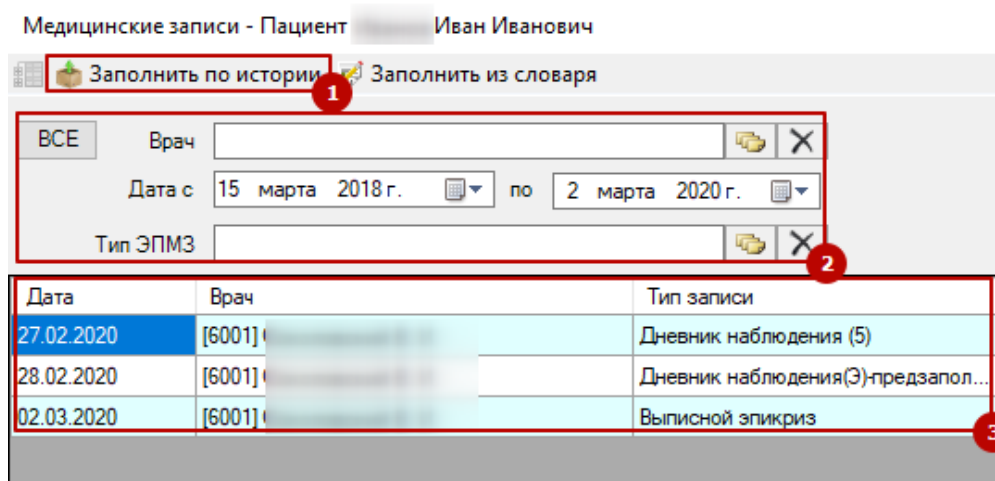 Медицинские записи - Пациент Иван Иванович
Заполнить по истории Заполнить из словаря
1
ВСЕ Врач
Дата с 15 марта 2018 г. по 2 марта 2020 г.
Тип ЭПМЗ
2
Дата Врач Тип записи
27.02.2020 [6001] Дневник наблюдения (5)
28.02.2020 [6001] Дневник наблюдения(Э)-предзапол...
02.03.2020 [6001] Выписной эпикриз
3